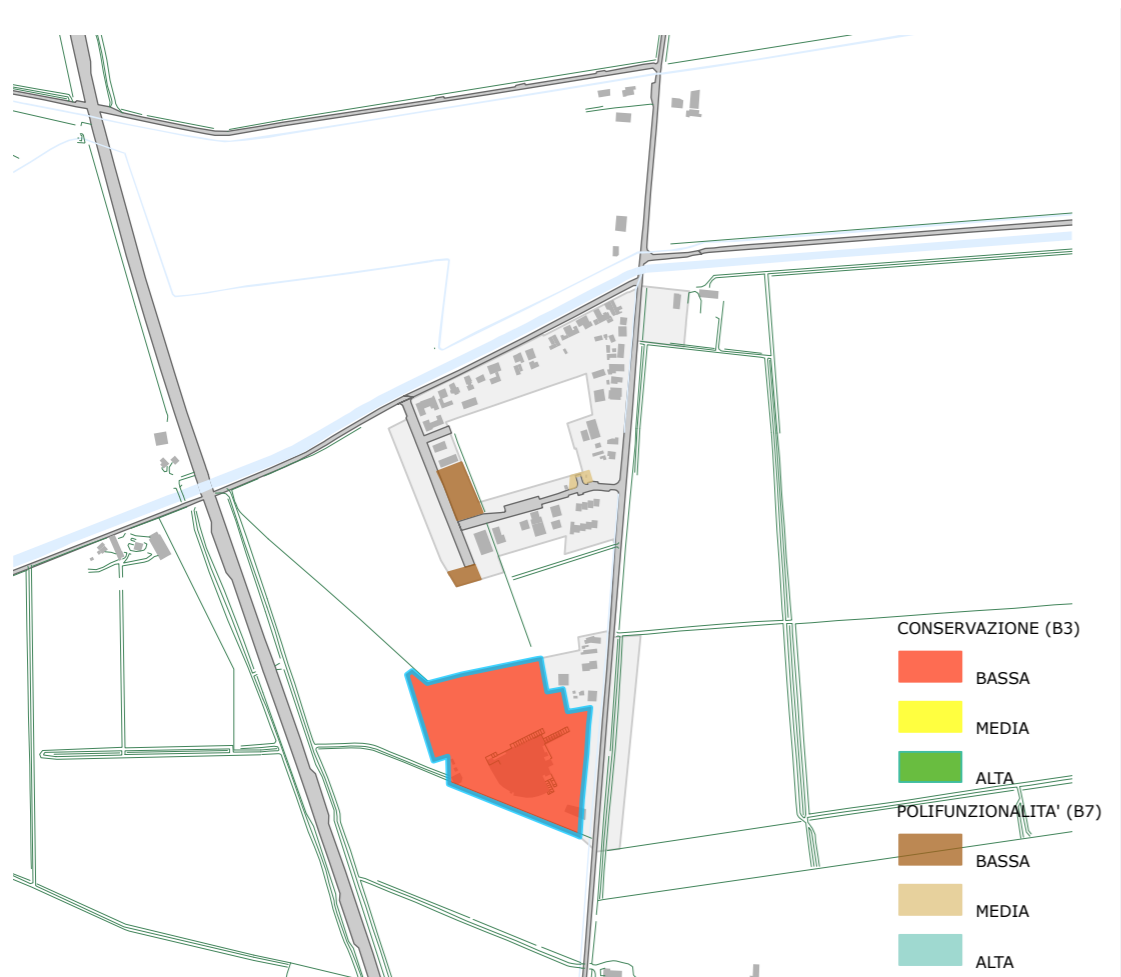 CONSERVAZIONE (B3)
BASSA
MEDIA
ALTA
POLIFUNZIONALITA' (B7)
BASSA
MEDIA
ALTA